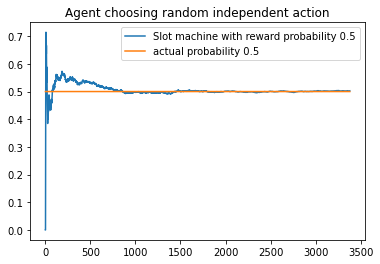 Agent choosing random independent action
Slot machine with reward probability 0.5
actual probability 0.5
0.7
0.6
0.5
0.4
0.3
0.2
0.1
0.0
0 500 1000 1500 2000 2500 3000 3500